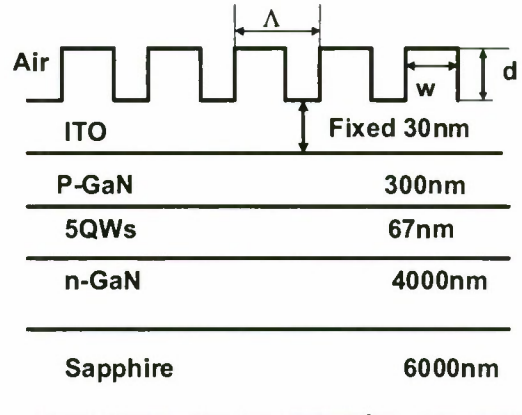 Λ
Air
d
w
ITO Fixed 30nm
P-GaN 300nm
5QWs 67nm
n-GaN 4000nm
Sapphire 6000nm